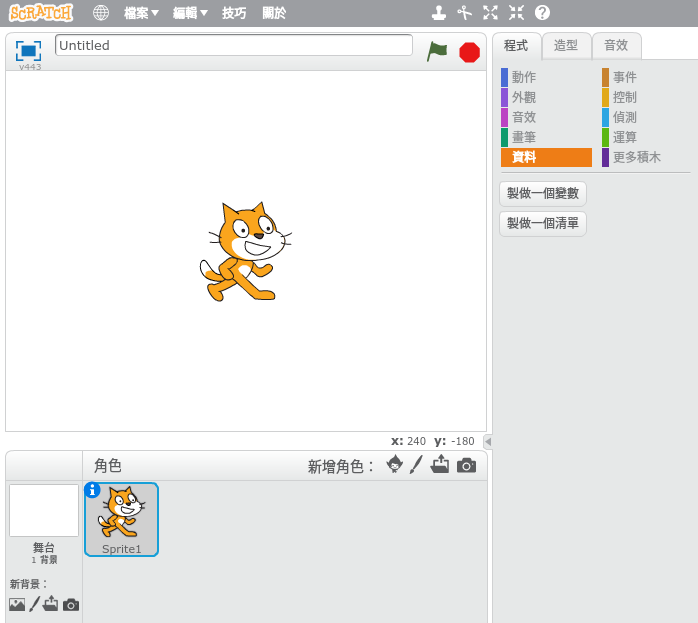 SCRATCH 檔案 編輯 技巧 關於
Untitled
v443
程式 造型 音效
動作 事件
外觀 控制
音效 偵測
畫筆 運算
資料 更多積木
製做一個變數
製做一個清單
x: 240 y: -180
角色 新增角色：
Sprite1
舞台
1 背景
新背景：